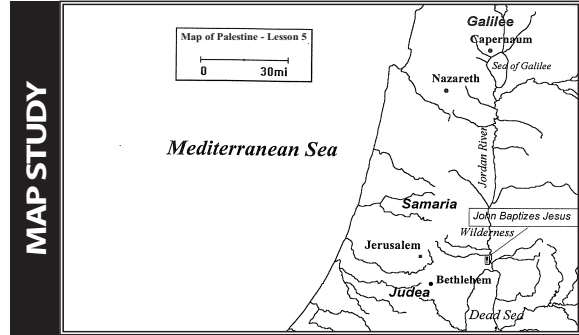 MAP STUDY
Map of Palestine - Lesson 5
0 30mi
Galilee
Capernaum
Sea of Galilee
Nazareth
Mediterranean Sea
Jordan River
Samaria
John Baptizes Jesus
Wilderness
Jerusalem
Bethlehem
Judea
Dead Sea